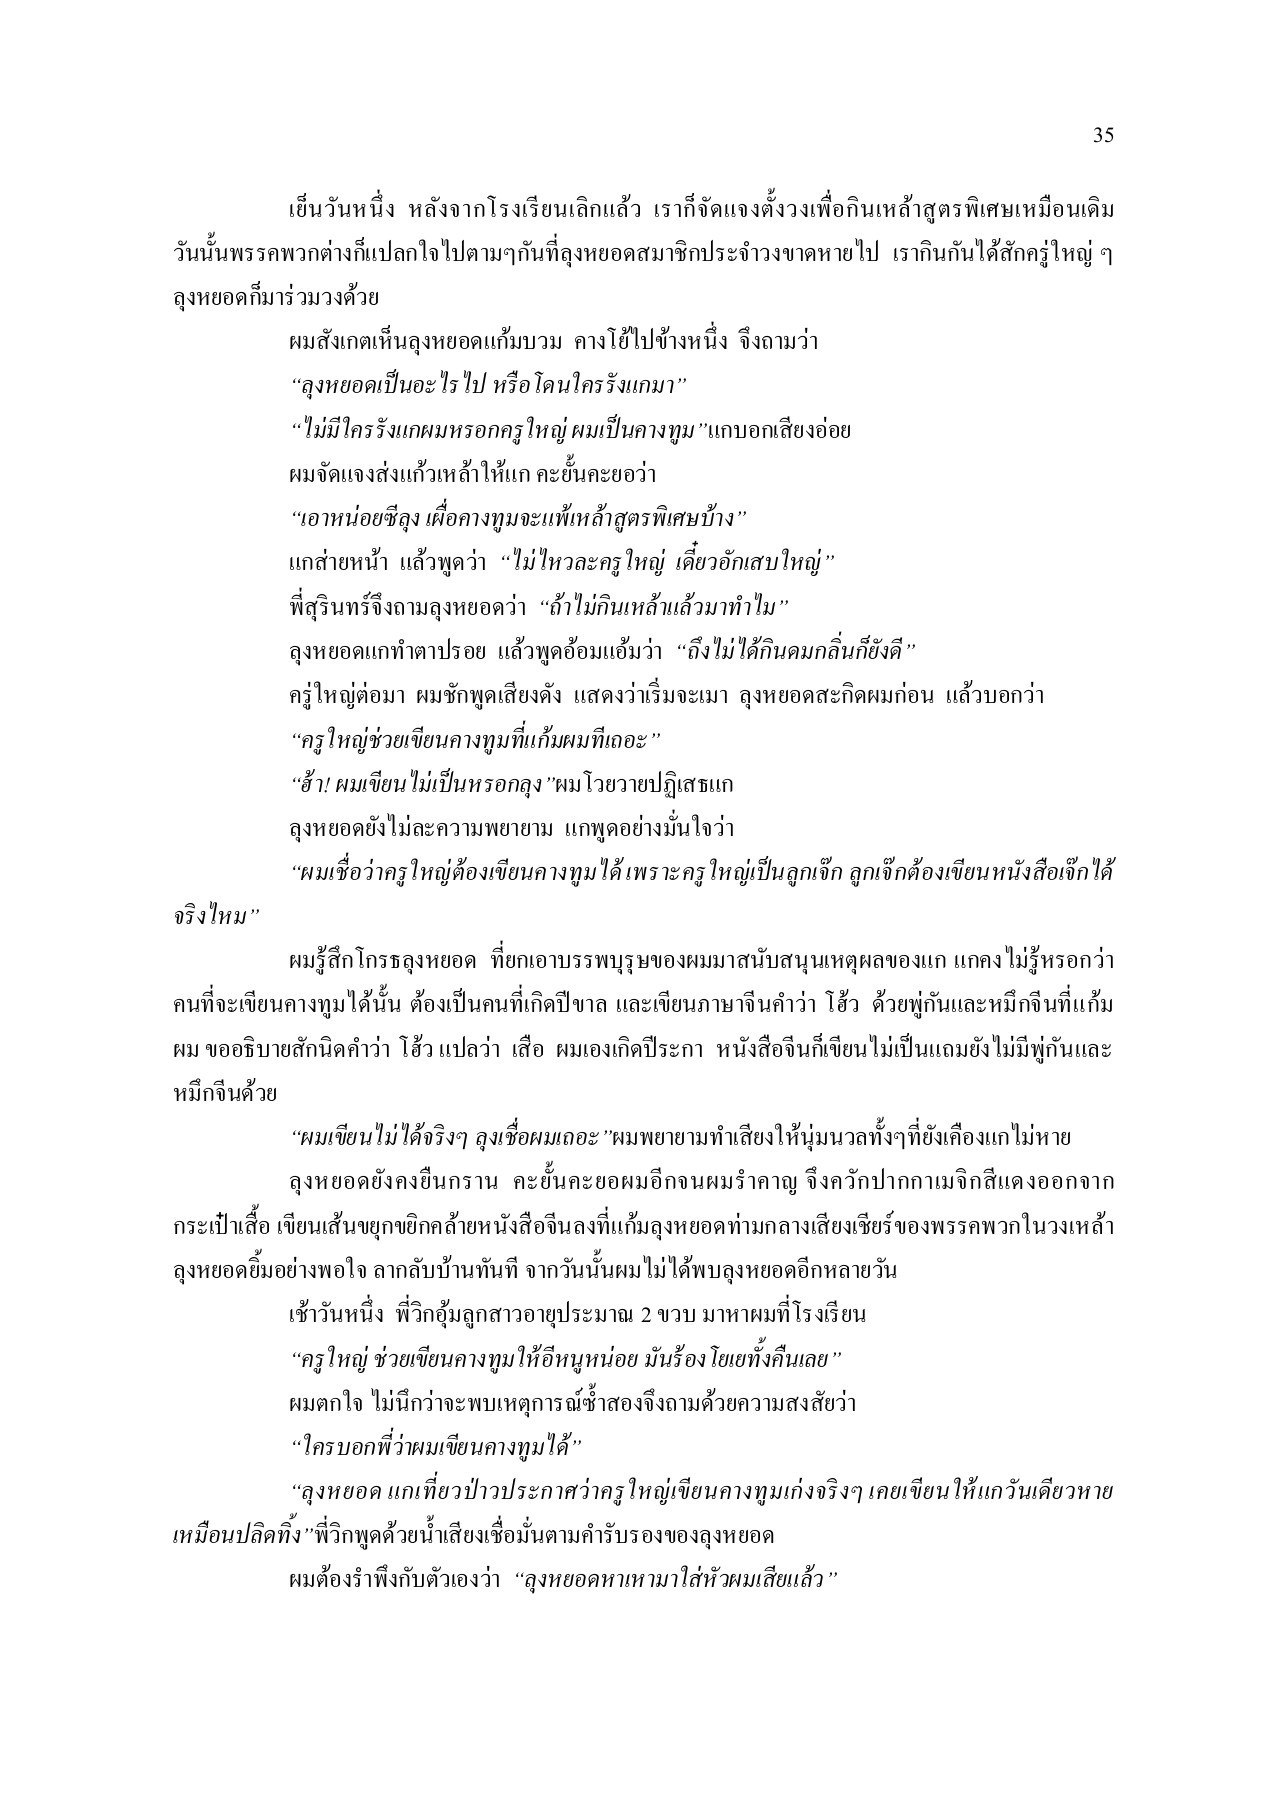 35
เย็นวันหนึ่ง หลังจากโรงเรียนเลิกแล้ว เราก็จัดแจงตั้งวงเพื่อกินเหล้าสูตรพิเศษเหมือนเดิม
วันนั้นพรรคพวกต่างก็แปลกใจไปตามๆกันที่ลุงหยอดสมาชิกประจำวงขาดหายไป เรากินกันได้สักครู่ใหญ่ ๆ
ลุงหยอดก็มาร่วมวงด้วย
ผมสังเกตเห็นลุงหยอดแก้มบวม คางโย้ไปข้างหนึ่ง จึงถามว่า
“ลุงหยอดเป็นอะไรไป หรือโดนใครรังแกมา”
“ไม่มีใครรังแกผมหรอกครูใหญ่ ผมเป็นคางทูม”แกบอกเสียงอ่อย
ผมจัดแจงส่งแก้วเหล้าให้แก คะยั้นคะยอว่า
“เอาหน่อยซีลุง เผื่อคางทูมจะแพ้เหล้าสูตรพิเศษบ้าง”
แกส่ายหน้า แล้วพูดว่า “ไม่ไหวละครูใหญ่ เดี๋ยวอักเสบใหญ่”
พี่สุรินทร์จึงถามลุงหยอดว่า “ถ้าไม่กินเหล้าแล้วมาทำไม”
ลุงหยอดแกทำตาปรอย แล้วพูดอ้อมแอ้มว่า “ถึงไม่ได้กินดมกลิ่นก็ยังดี”
ครู่ใหญ่ต่อมา ผมชักพูดเสียงดัง แสดงว่าเริ่มจะเมา ลุงหยอดสะกิดผมก่อน แล้วบอกว่า
“ครูใหญ่ช่วยเขียนคางทูมที่แก้มผมทีเถอะ”
“ฮ้า! ผมเขียนไม่เป็นหรอกลุง”ผมโวยวายปฏิเสธแก
ลุงหยอดยังไม่ละความพยายาม แกพูดอย่างมั่นใจว่า
“ผมเชื่อว่าครูใหญ่ต้องเขียนคางทูมได้ เพราะครูใหญ่เป็นลูกเจ๊ก ลูกเจ๊กต้องเขียนหนังสือเจ๊กได้
จริงไหม”
ผมรู้สึกโกรธลุงหยอด ที่ยกเอาบรรพบุรุษของผมมาสนับสนุนเหตุผลของแก แกคงไม่รู้หรอกว่า
คนที่จะเขียนคางทูมได้นั้น ต้องเป็นคนที่เกิดปีขาล และเขียนภาษาจีนคำว่า โฮ้ว ด้วยพู่กันและหมึกจีนที่แก้ม
ผม ขออธิบายสักนิดคำว่า โฮ้ว แปลว่า เสือ ผมเองเกิดปีระกา หนังสือจีนก็เขียนไม่เป็นแถมยังไม่มีพู่กันและ
หมึกจีนด้วย
“ผมเขียนไม่ได้จริงๆ ลุงเชื่อผมเถอะ”ผมพยายามทำเสียงให้นุ่มนวลทั้งๆที่ยังเคืองแกไม่หาย
ลุงหยอดยังคงยืนกราน คะยั้นคะยอผมอีกจนผมรำคาญ จึงควักปากกาเมจิกสีแดงออกจาก
กระเป๋าเสื้อ เขียนเส้นขยุกขยิกคล้ายหนังสือจีนลงที่แก้มลุงหยอดท่ามกลางเสียงเชียร์ของพรรคพวกในวงเหล้า
ลุงหยอดยิ้มอย่างพอใจ ลากลับบ้านทันที จากวันนั้นผมไม่ได้พบลุงหยอดอีกหลายวัน
เช้าวันหนึ่ง พี่วิกอุ้มลูกสาวอายุประมาณ 2 ขวบ มาหาผมที่โรงเรียน
“ครูใหญ่ ช่วยเขียนคางทูมให้อีหนูหน่อย มันร้องโยเยทั้งคืนเลย”
ผมตกใจ ไม่นึกว่าจะพบเหตุการณ์ซ้ำสองจึงถามด้วยความสงสัยว่า
“ใครบอกพี่ว่าผมเขียนคางทูมได้”
“ลุงหยอด แกเที่ยวป่าวประกาศว่าครูใหญ่เขียนคางทูมเก่งจริงๆ เคยเขียนให้แกวันเดียวหาย
เหมือนปลิดทิ้ง”พี่วิกพูดด้วยน้ำเสียงเชื่อมั่นตามคำรับรองของลุงหยอด
ผมต้องรำพึงกับตัวเองว่า “ลุงหยอดหาเหามาใส่หัวผมเสียแล้ว”